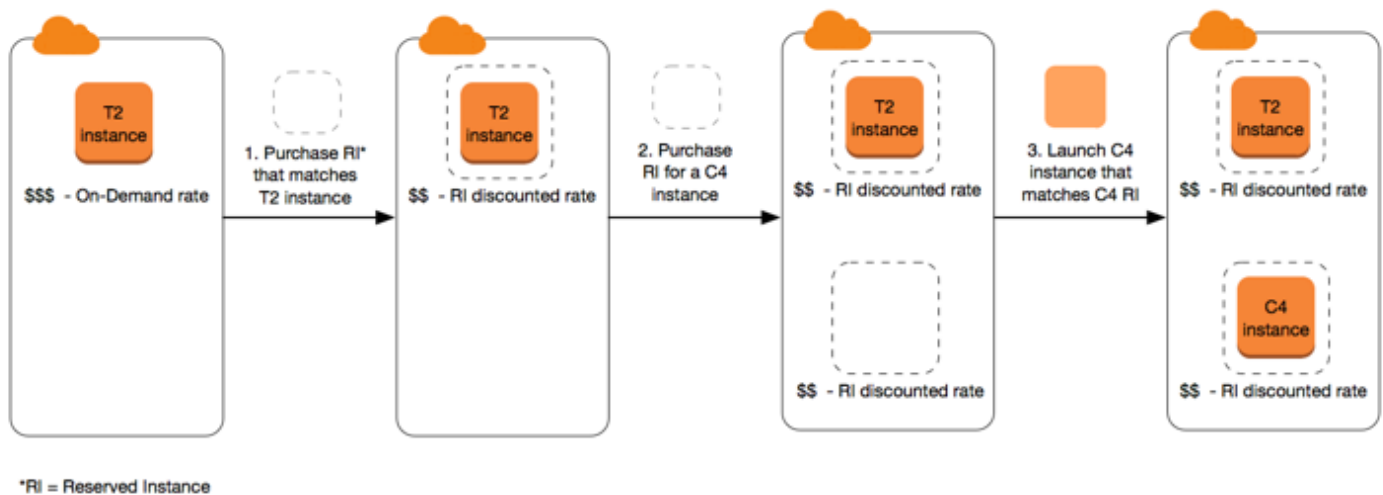 T2
instance
$$$ - On-Demand rate
1. Purchase RI*
that matches
T2 instance
T2
instance
$$ - RI discounted rate
2. Purchase
RI for a C4
instance
T2
instance
$$ - RI discounted rate
$$ - RI discounted rate
3. Launch C4
instance that
matches C4 RI
T2
instance
$$ - RI discounted rate
C4
instance
$$ - RI discounted rate
*RI = Reserved Instance